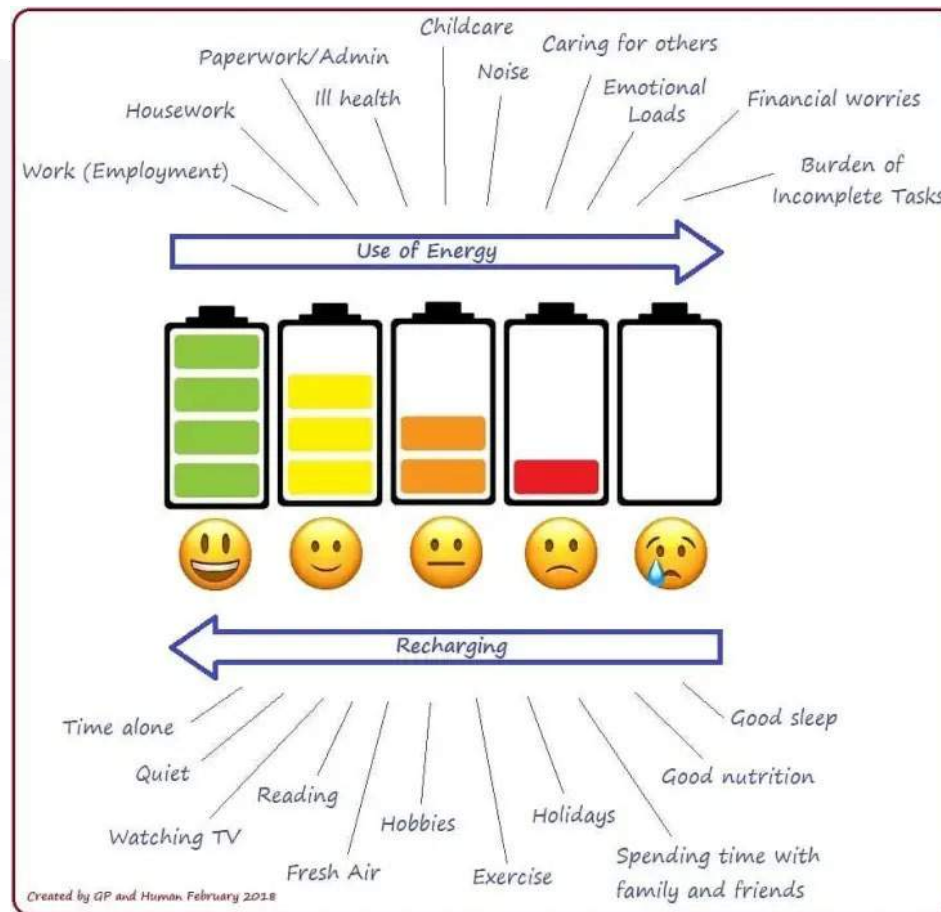 Childcare
Caring for others
Paperwork/Admin
Noise
Ill health
Emotional
Loads
Financial worries
Housework
Work (Employment)
Burden of
Incomplete Tasks
Use of Energy
Recharging
Time alone
Good sleep
Quiet
Good nutrition
Reading
Holidays
Watching TV
Hobbies
Fresh Air
Exercise
Spending time with
family and friends
Created by GP and Human February 2018